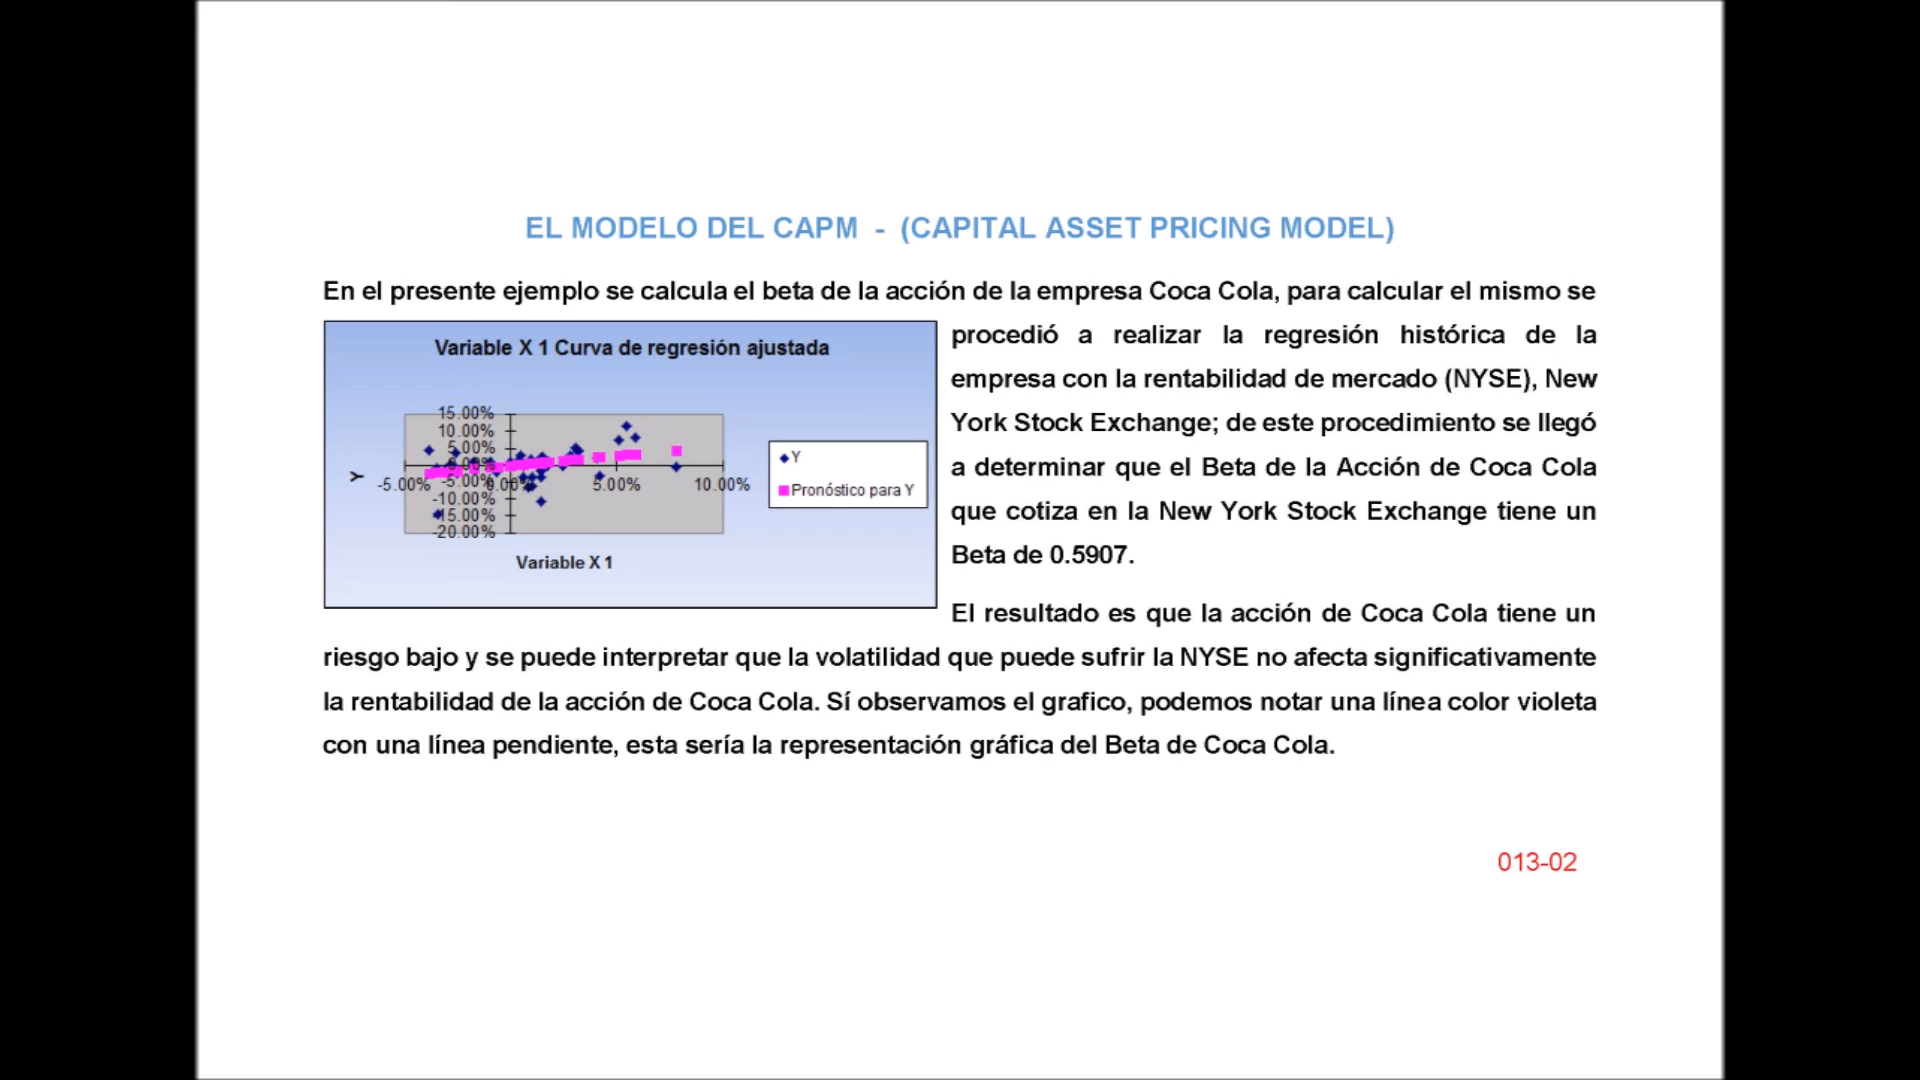 EL MODELO DEL CAPM - (CAPITAL ASSET PRICING MODEL)
En el presente ejemplo se calcula el beta de la acción de la empresa Coca Cola, para calcular el mismo se
procedió a realizar la regresión histórica de la
empresa con la rentabilidad de mercado (NYSE), New
York Stock Exchange; de este procedimiento se llegó
a determinar que el Beta de la Acción de Coca Cola
que cotiza en la New York Stock Exchange tiene un
Beta de 0.5907.
Variable X 1 Curva de regresión ajustada
15.00%
10.00%
5.00%
0.00%
-5.00%
-10.00%
-15.00%
-20.00%
-5.00% 0.00% 5.00% 10.00%
Y
Variable X 1
Y
Pronóstico para Y
El resultado es que la acción de Coca Cola tiene un
riesgo bajo y se puede interpretar que la volatilidad que puede sufrir la NYSE no afecta significativamente
la rentabilidad de la acción de Coca Cola. Sí observamos el grafico, podemos notar una línea color violeta
con una línea pendiente, esta sería la representación gráfica del Beta de Coca Cola.
013-02